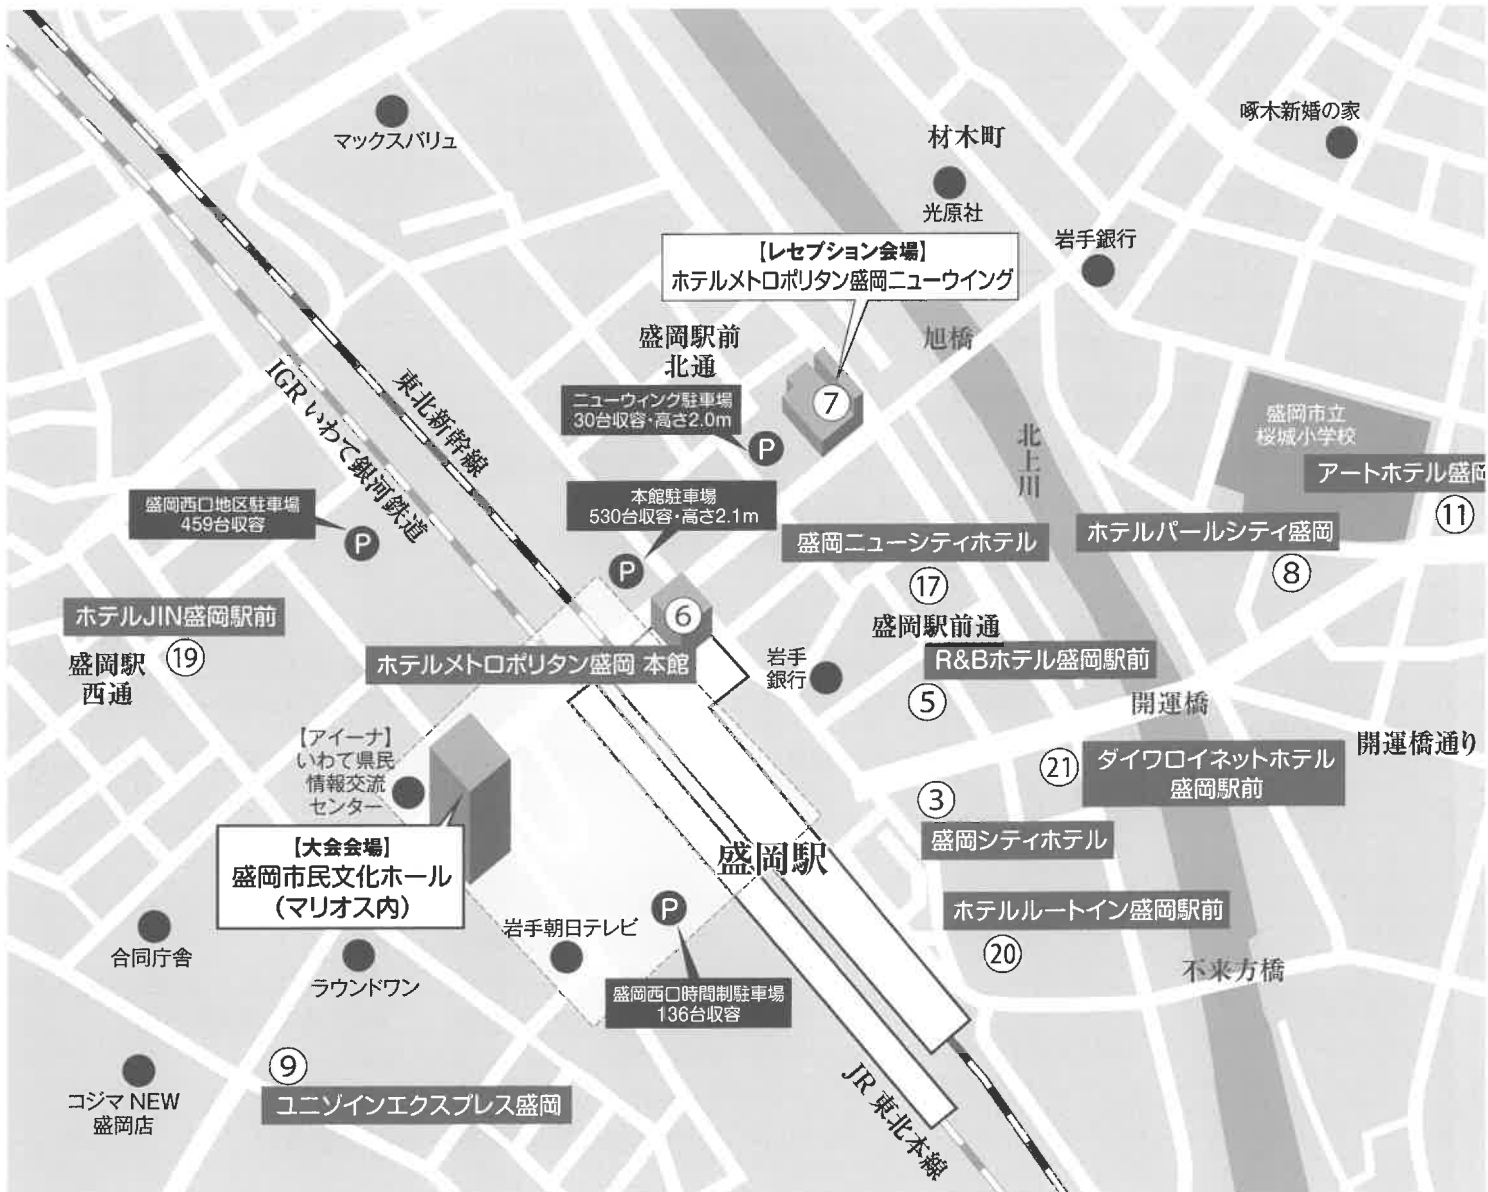 マックスバリュ
材木町
光原社
啄木新婚の家
岩手銀行
【レセプション会場】
ホテルメトロポリタン盛岡ニューウイング
旭橋
盛岡駅前
北通
ニューウィング駐車場
30台収容・高さ2.0m
P
7
北上川
盛岡市立
桜城小学校
アートホテル盛岡
11
東北新幹線
IGR いわて銀河鉄道
盛岡西口地区駐車場
459台収容
P
本館駐車場
530台収容・高さ2.1m
P
盛岡ニューシティホテル
17
ホテルパールシティ盛岡
8
ホテルJIN盛岡駅前
19
盛岡駅
西通
6
ホテルメトロポリタン盛岡 本館
岩手
銀行
盛岡駅前通
R&Bホテル盛岡駅前
5
開運橋
開運橋通り
【アイーナ】
いわて県民
情報交流
センター
21
ダイワロイネットホテル
盛岡駅前
3
盛岡シティホテル
【大会会場】
盛岡市民文化ホール
(マリオス内)
盛岡駅
P
ホテルルートイン盛岡駅前
20
合同庁舎
ラウンドワン
岩手朝日テレビ
盛岡西口時間制駐車場
136台収容
不来方橋
コジマ NEW
盛岡店
9
ユニゾインエクスプレス盛岡
JR 東北本線